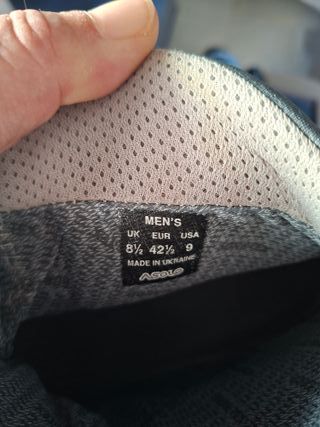 MEN'S
UK EUR USA
8½ 42½ 9
MADE IN UKRAINE
ASOLO